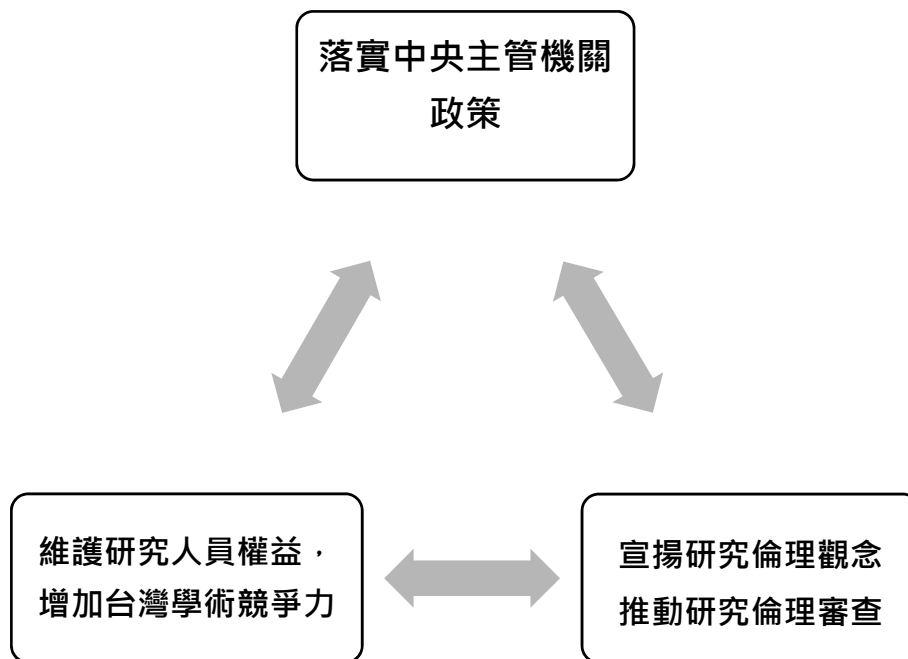 落實中央主管機關
政策
維護研究人員權益，
增加台灣學術競爭力
宣揚研究倫理觀念
推動研究倫理審查